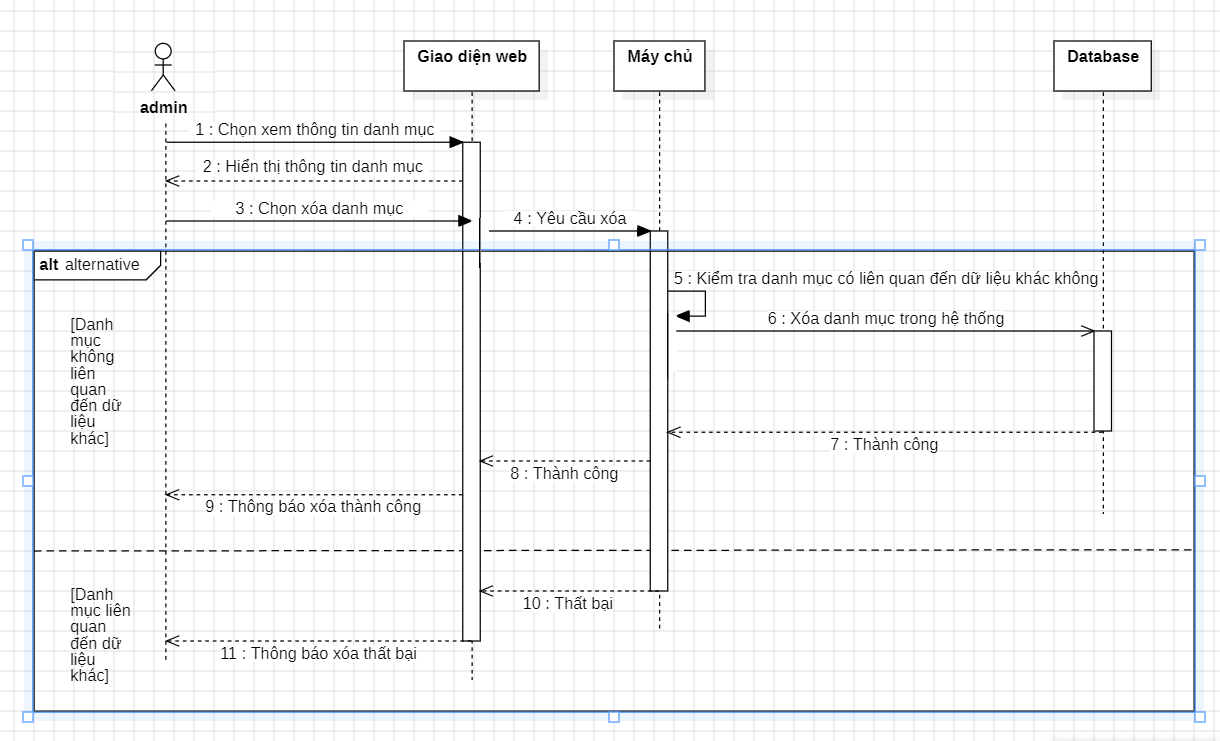 Giao diện web
Máy chủ
Database
admin
1 : Chọn xem thông tin danh mục
2 : Hiển thị thông tin danh mục
3 : Chọn xóa danh mục
4 : Yêu cầu xóa
alt alternative
5 : Kiểm tra danh mục có liên quan đến dữ liệu khác không
6 : Xóa danh mục trong hệ thống
[Danh
mục
không
liên
quan
đến dữ
liệu
khác]
7 : Thành công
8 : Thành công
9 : Thông báo xóa thành công
[Danh
mục liên
quan
đến dữ
liệu
khác]
10 : Thất bại
11 : Thông báo xóa thất bại